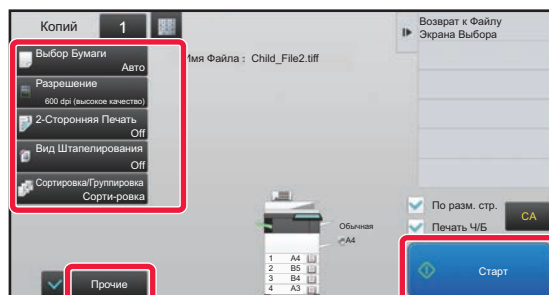 Копий 1
Выбор Бумаги
Авто
Разрешение
600 dpi (высокое качество)
2-Сторонняя Печать
Off
Вид Штапелирования
Off
Сортировка/Группировка
Сорти-ровка
Прочие
Имя Файла : Child_File2.tiff
Обычная
A4
1 A4
2 B5
3 B4
4 A3
Возврат к Файлу
Экрана Выбора
По разм. стр.
Печать Ч/Б
CA
Старт